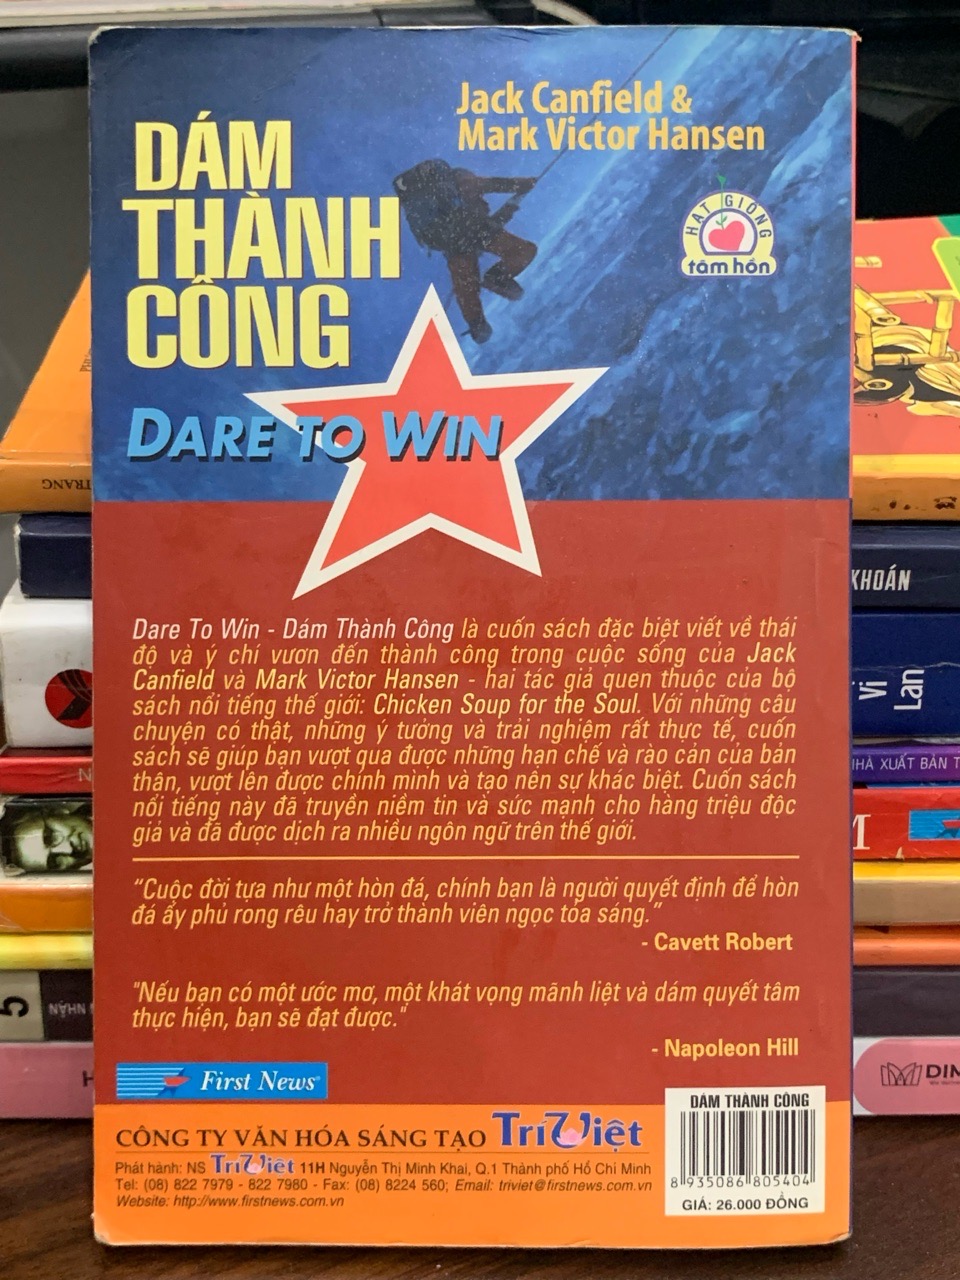 Jack Canfield &
Mark Victor Hansen
DÁM
THÀNH
CÔNG
HẠT GIỐNG
tâm hồn
DARE TO WIN
Dare To Win - Dám Thành Công là cuốn sách đặc biệt viết về thái
độ và ý chí vươn đến thành công trong cuộc sống của Jack
Canfield và Mark Victor Hansen - hai tác giả quen thuộc của bộ
sách nổi tiếng thế giới: Chicken Soup for the Soul. Với những câu
chuyện có thật, những ý tưởng và trải nghiệm rất thực tế, cuốn
sách sẽ giúp bạn vượt qua được những hạn chế và rào cản của bản
thân, vượt lên được chính mình và tạo nên sự khác biệt. Cuốn sách
nổi tiếng này đã truyền niềm tin và sức mạnh cho hàng triệu độc
giả và đã được dịch ra nhiều ngôn ngữ trên thế giới.
“Cuộc đời tựa như một hòn đá, chính bạn là người quyết định để hòn
đá ấy phủ rong rêu hay trở thành viên ngọc tỏa sáng.”
- Cavett Robert
"Nếu bạn có một ước mơ, một khát vọng mãnh liệt và dám quyết tâm
thực hiện, bạn sẽ đạt được."
- Napoleon Hill
First News
CÔNG TY VĂN HÓA SÁNG TẠO Trí Việt
Phát hành: NS Trí Việt 11H Nguyễn Thị Minh Khai, Q.1 Thành phố Hồ Chí Minh
Tel: (08) 822 7979 - 822 7980 - Fax: (08) 8224 560; Email: triviet@firstnews.com.vn
Website: http://www.firstnews.com.vn
DÁM THÀNH CÔNG
8 935086 805404
GIÁ: 26.000 ĐỒNG
TRANG
KHOÁN
Vi
Lan
NHÀ XUẤT BẢN T
NHẬN
5
DIN